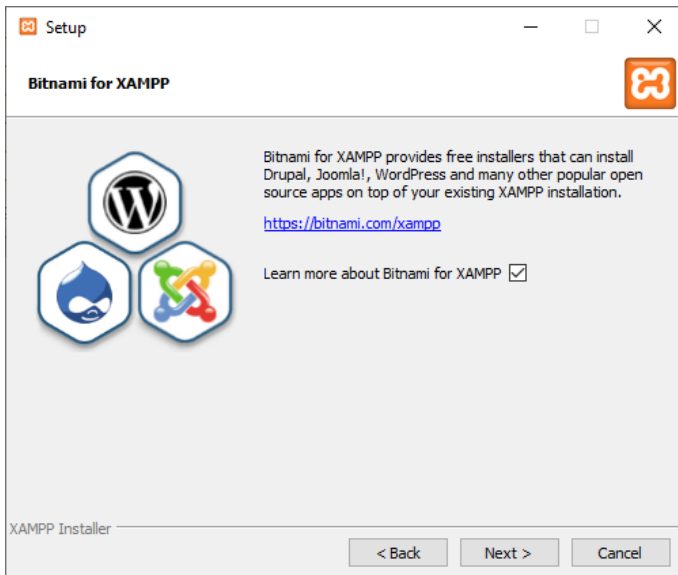 Setup
Bitnami for XAMPP
Bitnami for XAMPP provides free installers that can install
Drupal, Joomla!, WordPress and many other popular open
source apps on top of your existing XAMPP installation.
https://bitnami.com/xampp
Learn more about Bitnami for XAMPP
XAMPP Installer
< Back
Next >
Cancel